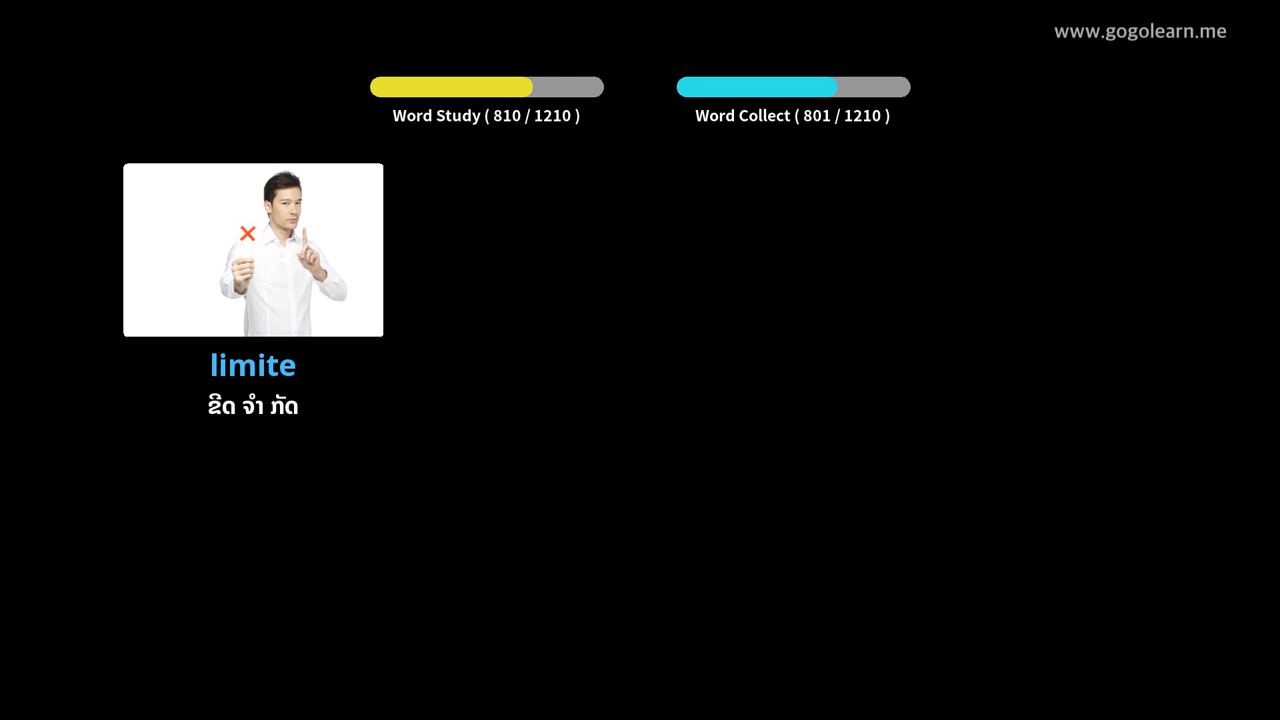 www.gogolearn.me
Word Study ( 810 / 1210 )
Word Collect ( 801 / 1210 )
limite
ຂີດ ຈຳ ກັດ